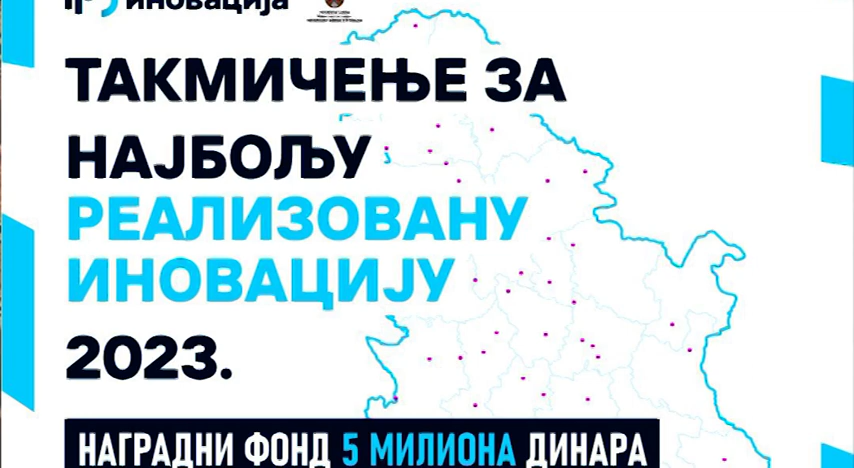 иновација
ТАКМИЧЕЊЕ ЗА
НАЈБОЉУ
РЕАЛИЗОВАНУ
ИНОВАЦИЈУ
2023.
НАГРАДНИ ФОНД 5 МИЛИОНА ДИНАРА